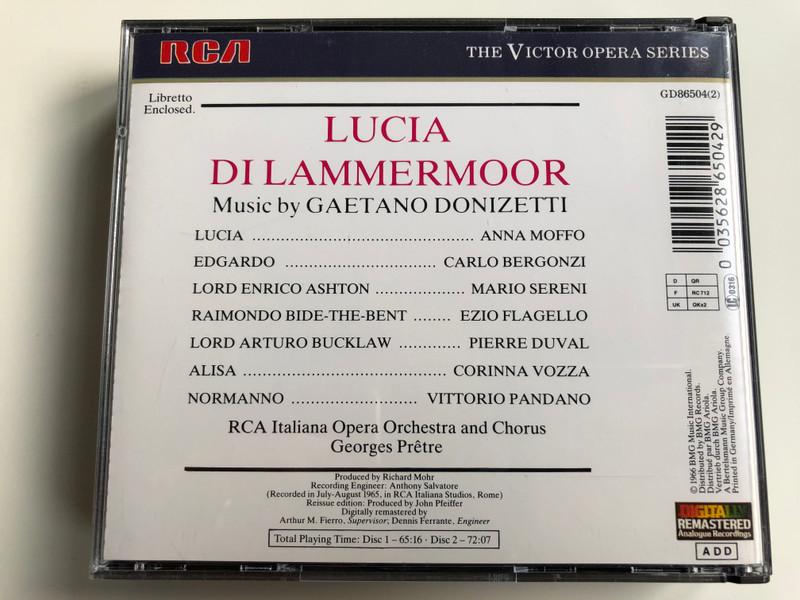 RCA
THE VICTOR OPERA SERIES
Libretto
Enclosed.
GD86504(2)
LUCIA
DI LAMMERMOOR
Music by GAETANO DONIZETTI
LUCIA ............................................... ANNA MOFFO
EDGARDO ................................ CARLO BERGONZI
LORD ENRICO ASHTON ................... MARIO SERENI
RAIMONDO BIDE-THE-BENT ........ EZIO FLAGELLO
LORD ARTURO BUCKLAW ............. PIERRE DUVAL
ALISA ..................................... CORINNA VOZZA
NORMANNO ........................... VITTORIO PANDANO
RCA Italiana Opera Orchestra and Chorus
Georges Prêtre
Produced by Richard Mohr
Recording Engineer: Anthony Salvatore
(Recorded in July-August 1965, in RCA Italiana Studios, Rome)
Reissue edition: Produced by John Pfeiffer
Digitally remastered by
Arthur M. Fierro, Supervisor; Dennis Ferrante, Engineer
Total Playing Time: Disc 1 – 65:16 · Disc 2 – 72:07
0 035628 650429
D QR
F RC 712
UK QKx2
LC 0316
© 1966 BMG Music International.
Distributed by BMG Records.
Distribué par BMG Ariola.
Vertrieb durch BMG Ariola.
A Bertelsmann Music Group Company.
Printed in Germany/Imprimé en Allemagne.
DIGITALLY
REMASTERED
Analogue Recordings
ADD